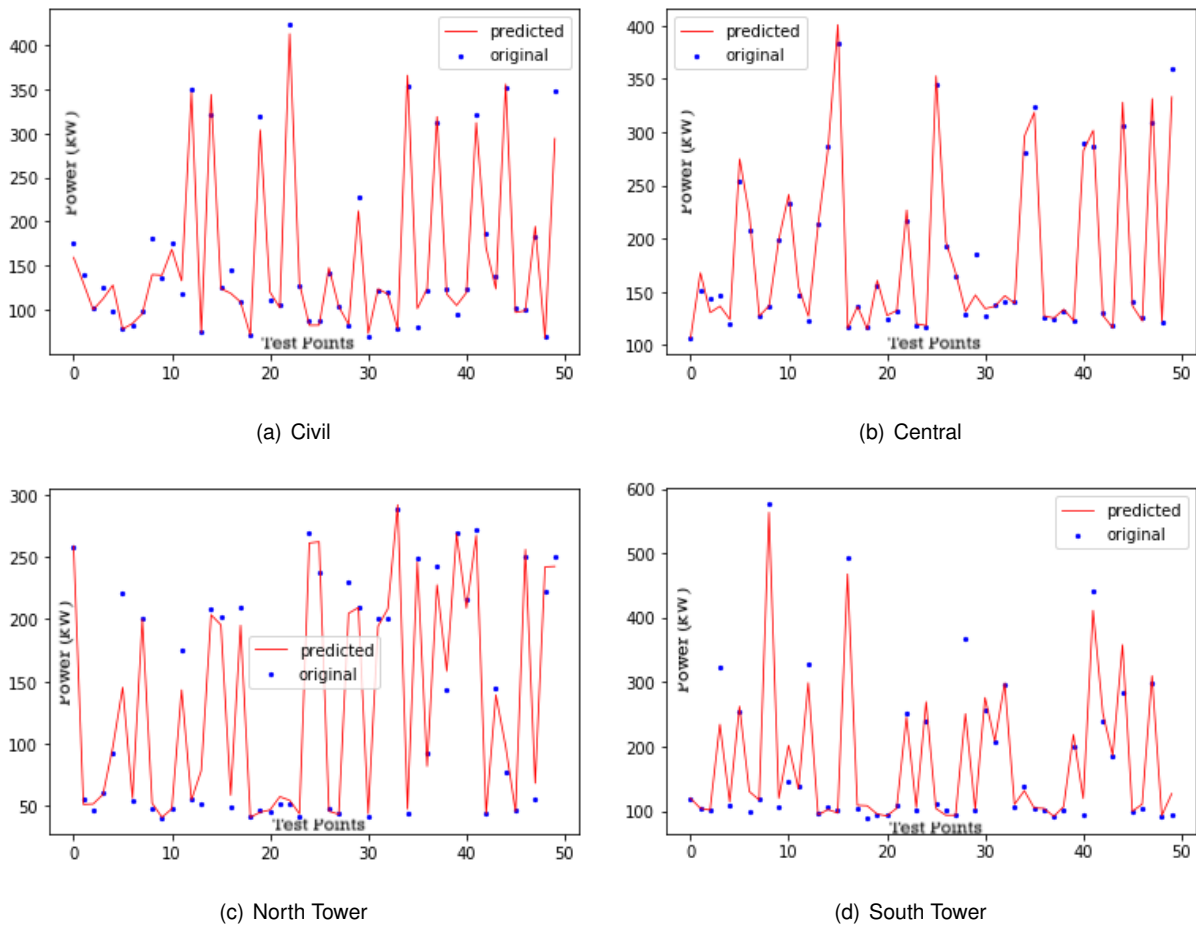 400
350
300
250
200
150
100
Power (kW)
predicted
original
Test Points
0 10 20 30 40 50
(a) Civil
400
350
300
250
200
150
100
Power (kW)
predicted
original
Test Points
0 10 20 30 40 50
(b) Central
300
250
200
150
100
50
Power (kW)
predicted
original
Test Points
0 10 20 30 40 50
(c) North Tower
600
500
400
300
200
100
Power (kW)
predicted
original
Test Points
0 10 20 30 40 50
(d) South Tower